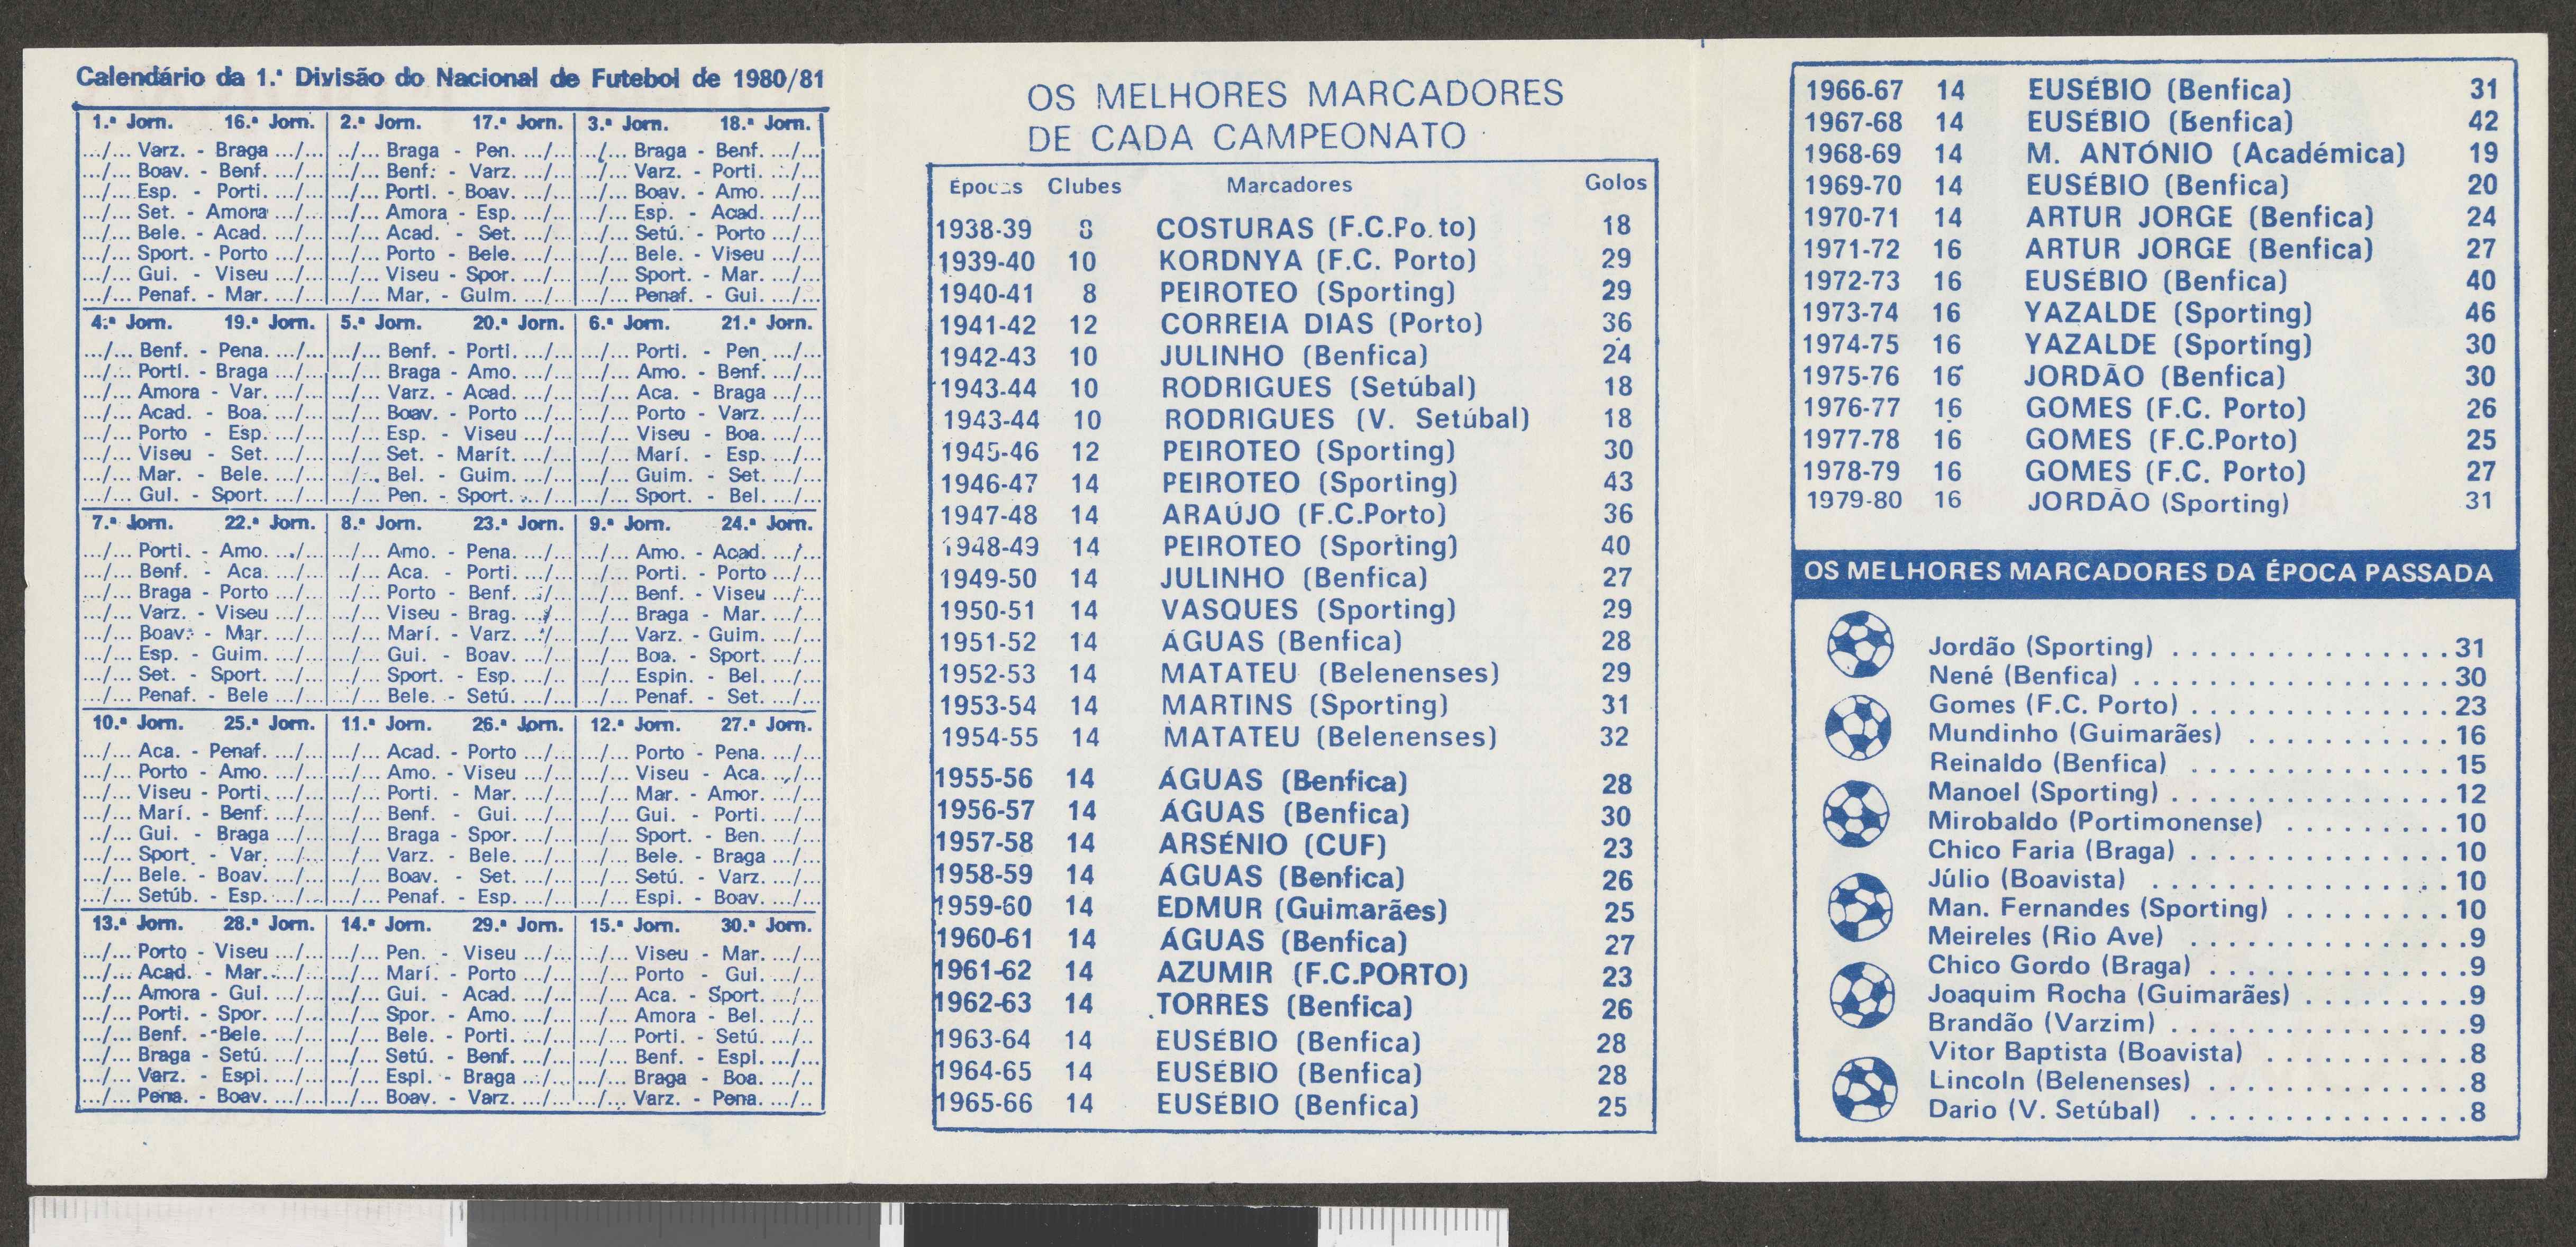 Calendário da 1.ª Divisão do Nacional de Futebol de 1980/81
1.ª Jorn. 16.ª Jorn. 2.ª Jorn. 17.ª Jorn. 3.ª Jorn. 18.ª Jorn.
.../... Varz. - Braga .../... ../... Braga - Pen. .../... .../... Braga - Benf. .../...
.../... Boav. - Benf. .../... .../... Benf. - Varz. .../... .../... Varz. - Porti. .../...
.../... Esp. - Porti. .../... .../... Porti. - Boav. .../... .../... Boav. - Amo. .../...
.../... Set. - Amora .../... .../... Amora - Esp. .../... .../... Esp. - Acad. .../...
.../... Bele. - Acad. .../... .../... Acad. - Set. .../... .../... Setú. - Porto .../...
.../... Sport. - Porto .../... .../... Porto - Bele. .../... .../... Bele. - Viseu .../...
.../... Gui. - Viseu .../... .../... Viseu - Spor. .../... .../... Sport. - Mar. .../...
.../... Penaf. - Mar. .../... .../... Mar. - Guim. .../... .../... Penaf. - Gui. .../...
4.ª Jorn. 19.ª Jorn. 5.ª Jorn. 20.ª Jorn. 6.ª Jorn. 21.ª Jorn.
.../... Benf. - Pena. .../... .../... Benf. - Porti. .../... .../... Porti. - Pen. .../...
.../... Porti. - Braga .../... .../... Braga - Amo. .../... .../... Amo. - Benf. .../...
.../... Amora - Var. .../... .../... Varz. - Acad. .../... .../... Aca. - Braga .../...
.../... Acad. - Boa. .../... .../... Boav. - Porto .../... .../... Porto - Varz. .../...
.../... Porto - Esp. .../... .../... Esp. - Viseu .../... .../... Viseu - Boa. .../...
.../... Viseu - Set. .../... .../... Set. - Marít. .../... .../... Marí. - Esp. .../...
.../... Mar. - Bele. .../... .../... Bel. - Guim. .../... .../... Guim. - Set. .../...
.../... Gui. - Sport. .../... .../... Pen. - Sport. .../... .../... Sport. - Bel. .../...
7.ª Jorn. 22.ª Jorn. 8.ª Jorn. 23.ª Jorn. 9.ª Jorn. 24.ª Jorn.
.../... Porti. - Amo. .../... .../... Amo. - Pena. .../... .../... Amo. - Acad. .../...
.../... Benf. - Aca. .../... ../... Aca. - Porti. .../... .../... Porti. - Porto .../...
.../... Braga - Porto .../... .../... Porto - Benf. .../... .../... Benf. - Viseu .../...
.../... Varz. - Viseu .../... .../... Viseu - Brag. .../... .../... Braga - Mar. .../...
.../... Boav. - Mar. .../... .../... Marí. - Varz. .../... .../... Varz. - Guim. .../...
.../... Esp. - Guim. .../... .../... Gui. - Boav. .../... .../... Boa. - Sport. .../...
.../... Set. - Sport. .../... .../... Sport. - Esp. .../... .../... Espin. - Bel. .../...
.../... Penaf. - Bele .../... .../... Bele. - Setú. .../... .../... Penaf. - Set. .../...
10.ª Jorn. 25.ª Jorn. 11.ª Jorn. 26.ª Jorn. 12.ª Jorn. 27.ª Jorn.
.../... Aca. - Penaf. .../... .../... Acad. - Porto .../... .../... Porto - Pena. .../...
.../... Porto - Amo. .../... .../... Amo. - Viseu .../... .../... Viseu - Aca. .../...
.../... Viseu - Porti. .../... .../... Porti. - Mar. .../... .../... Mar. - Amor. .../...
.../... Marí. - Benf. .../... .../... Benf. - Gui. .../... .../... Gui. - Porti. .../...
../... Gui. - Braga .../... .../... Braga - Spor. .../... .../... Sport. - Ben. .../...
.../... Sport. - Var. .../... .../... Varz. - Bele. .../... .../... Bele. - Braga .../...
.../... Bele. - Boav. .../... .../... Boav. - Set. .../... .../... Setú. - Varz. .../...
.../... Setúb. - Esp. .../... .../... Penaf. - Esp. .../... .../... Espi. - Boav. .../...
13.ª Jorn. 28.ª Jorn. 14.ª Jorn. 29.ª Jorn. 15.ª Jorn. 30.ª Jorn.
.../... Porto - Viseu .../... .../... Pen. - Viseu .../... .../... Viseu - Mar. .../...
.../... Acad. - Mar. .../... .../... Marí. - Porto .../... .../... Porto - Gui. .../...
.../... Amora - Gui. .../... .../... Gui. - Acad. .../... .../... Aca. - Sport. .../...
.../... Porti. - Spor. .../... .../... Spor. - Amo. .../... .../... Amora - Bel. .../..
.../... Benf. - Bele. .../... .../... Bele. - Porti. .../... .../... Porti. - Setú. .../..
.../... Braga - Setú. .../... .../... Setú. - Benf. .../... .../... Benf. - Espi. .../...
.../... Varz. - Espi. .../... .../... Espi. - Braga .../... .../... Braga - Boa. .../..
.../... Pena. - Boav. .../... .../... Boav. - Varz. .../... .../... Varz. - Pena. .../..
OS MELHORES MARCADORES
DE CADA CAMPEONATO
Épocas Clubes Marcadores Golos
1938-39 8 COSTURAS (F.C.Po.to) 18
1939-40 10 KORDNYA (F.C. Porto) 29
1940-41 8 PEIROTEO (Sporting) 29
1941-42 12 CORREIA DIAS (Porto) 36
1942-43 10 JULINHO (Benfica) 24
1943-44 10 RODRIGUES (Setúbal) 18
1943-44 10 RODRIGUES (V. Setúbal) 18
1945-46 12 PEIROTEO (Sporting) 30
1946-47 14 PEIROTEO (Sporting) 43
1947-48 14 ARAÚJO (F.C.Porto) 36
1948-49 14 PEIROTEO (Sporting) 40
1949-50 14 JULINHO (Benfica) 27
1950-51 14 VASQUES (Sporting) 29
1951-52 14 ÁGUAS (Benfica) 28
1952-53 14 MATATEU (Belenenses) 29
1953-54 14 MARTINS (Sporting) 31
1954-55 14 MATATEU (Belenenses) 32
1955-56 14 ÁGUAS (Benfica) 28
1956-57 14 ÁGUAS (Benfica) 30
1957-58 14 ARSÉNIO (CUF) 23
1958-59 14 ÁGUAS (Benfica) 26
1959-60 14 EDMUR (Guimarães) 25
1960-61 14 ÁGUAS (Benfica) 27
1961-62 14 AZUMIR (F.C.PORTO) 23
1962-63 14 TORRES (Benfica) 26
1963-64 14 EUSÉBIO (Benfica) 28
1964-65 14 EUSÉBIO (Benfica) 28
1965-66 14 EUSÉBIO (Benfica) 25
1966-67 14 EUSÉBIO (Benfica) 31
1967-68 14 EUSÉBIO (Benfica) 42
1968-69 14 M. ANTÓNIO (Académica) 19
1969-70 14 EUSÉBIO (Benfica) 20
1970-71 14 ARTUR JORGE (Benfica) 24
1971-72 16 ARTUR JORGE (Benfica) 27
1972-73 16 EUSÉBIO (Benfica) 40
1973-74 16 YAZALDE (Sporting) 46
1974-75 16 YAZALDE (Sporting) 30
1975-76 16 JORDÃO (Benfica) 30
1976-77 16 GOMES (F.C. Porto) 26
1977-78 16 GOMES (F.C.Porto) 25
1978-79 16 GOMES (F.C. Porto) 27
1979-80 16 JORDÃO (Sporting) 31
OS MELHORES MARCADORES DA ÉPOCA PASSADA
Jordão (Sporting) . . . . . . . . . . . . . . . 31
Nené (Benfica) . . . . . . . . . . . . . . . . . 30
Gomes (F.C. Porto) . . . . . . . . . . . . . . 23
Mundinho (Guimarães) . . . . . . . . . . . 16
Reinaldo (Benfica) . . . . . . . . . . . . . . 15
Manoel (Sporting) . . . . . . . . . . . . . . . 12
Mirobaldo (Portimonense) . . . . . . . . . 10
Chico Faria (Braga) . . . . . . . . . . . . . . 10
Júlio (Boavista) . . . . . . . . . . . . . . . . 10
Man. Fernandes (Sporting) . . . . . . . . . 10
Meireles (Rio Ave) . . . . . . . . . . . . . . . 9
Chico Gordo (Braga) . . . . . . . . . . . . . . 9
Joaquim Rocha (Guimarães) . . . . . . . . . 9
Brandão (Varzim) . . . . . . . . . . . . . . . . 9
Vitor Baptista (Boavista) . . . . . . . . . . . 8
Lincoln (Belenenses) . . . . . . . . . . . . . . 8
Dario (V. Setúbal) . . . . . . . . . . . . . . . 8